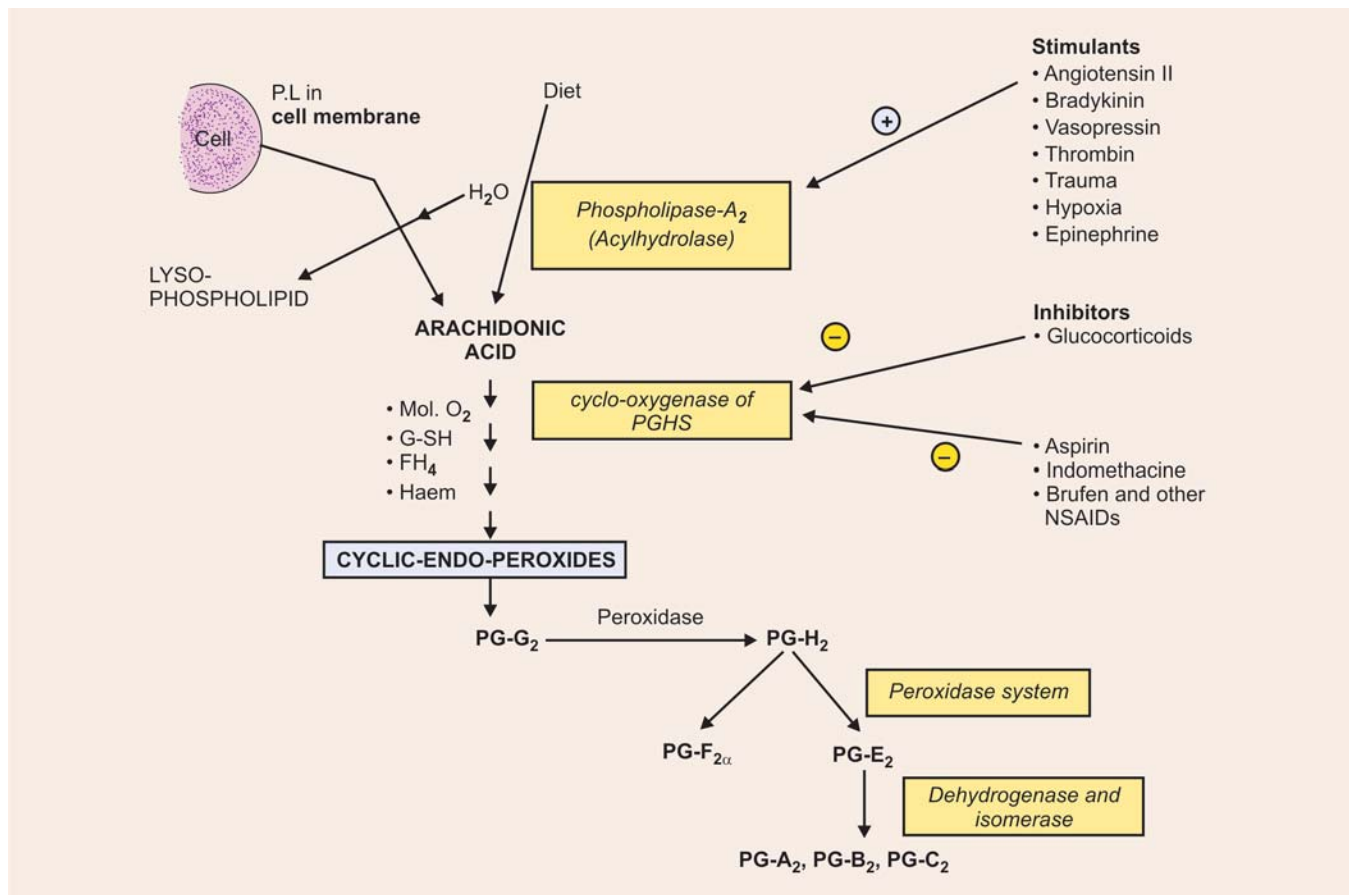 Stimulants
• Angiotensin II
• Bradykinin
• Vasopressin
• Thrombin
• Trauma
• Hypoxia
• Epinephrine
P.L in
cell membrane
Cell
Diet
+
H₂O
Phospholipase-A₂
(Acylhydrolase)
LYSO-
PHOSPHOLIPID
ARACHIDONIC
ACID
Inhibitors
• Glucocorticoids
−
• Mol. O₂
• G-SH
• FH₄
• Haem
cyclo-oxygenase of
PGHS
−
• Aspirin
• Indomethacine
• Brufen and other
NSAIDs
CYCLIC-ENDO-PEROXIDES
PG-G₂
Peroxidase
PG-H₂
Peroxidase system
PG-F₂α
PG-E₂
Dehydrogenase and
isomerase
PG-A₂, PG-B₂, PG-C₂